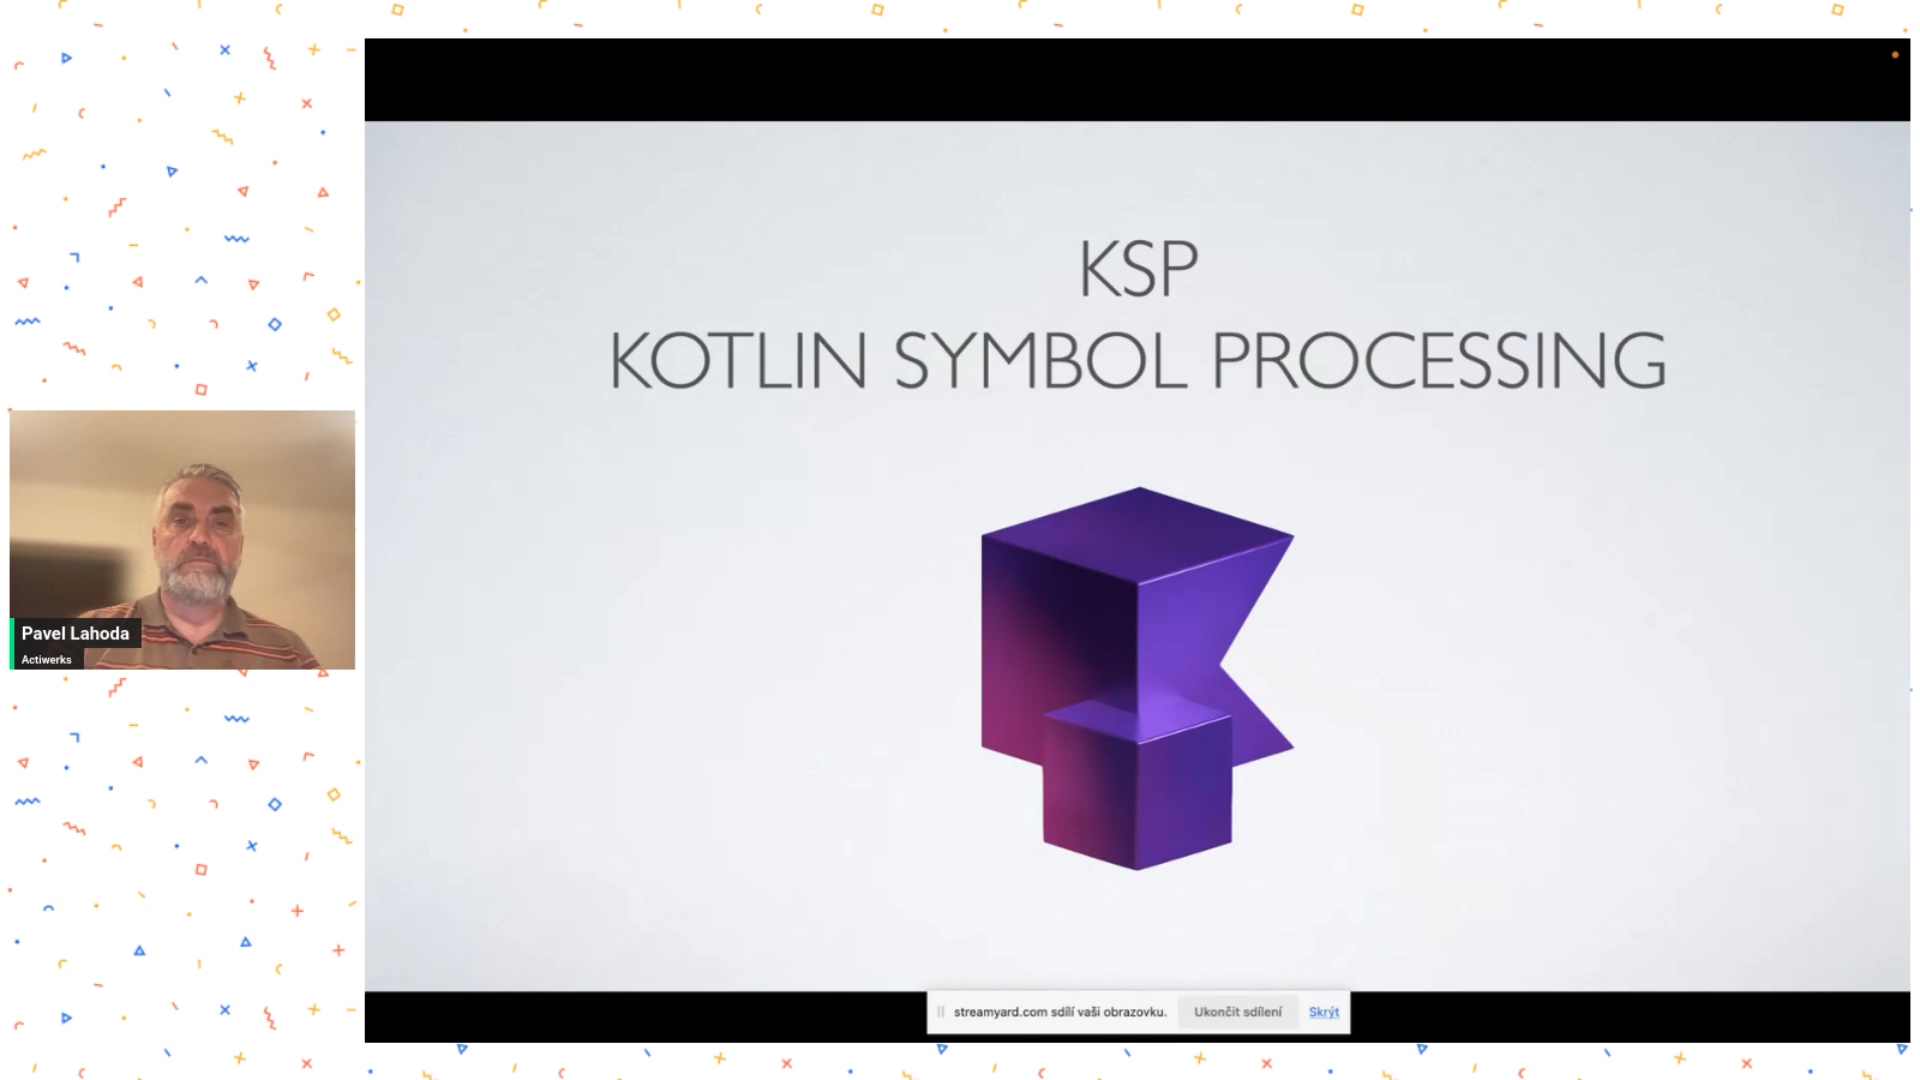 KSP
KOTLIN SYMBOL PROCESSING
Pavel Lahoda
Actiwerks
streamyard.com sdílí vaši obrazovku. Ukončit sdílení Skrýt